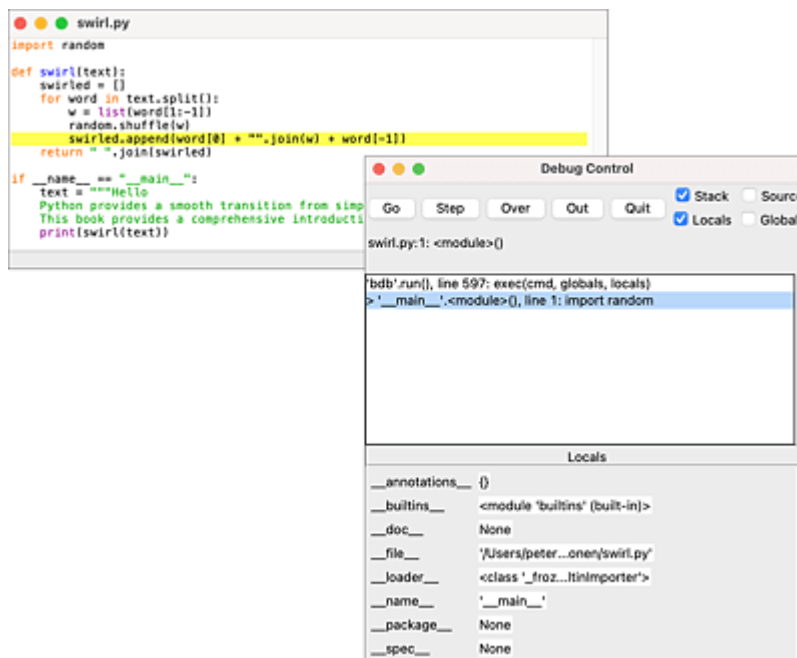 swirl.py
import random
def swirl(text):
swirled = []
for word in text.split():
w = list(word[1:-1])
random.shuffle(w)
swirled.append(word[0] + "".join(w) + word[-1])
return " ".join(swirled)
if __name__ == "__main__":
text = """Hello
Python provides a smooth transition from simp
This book provides a comprehensive introducti
print(swirl(text))
Debug Control
Go Step Over Out Quit Stack Sourc
Locals Global
swirl.py:1: <module>()
'bdb'.run(), line 597: exec(cmd, globals, locals)
> '__main__'.<module>(), line 1: import random
Locals
__annotations__ {}
__builtins__ <module 'builtins' (built-in)>
__doc__ None
__file__ '/Users/peter...onen/swirl.py'
__loader__ <class '_froz...ltinImporter'>
__name__ '__main__'
__package__ None
__spec__ None